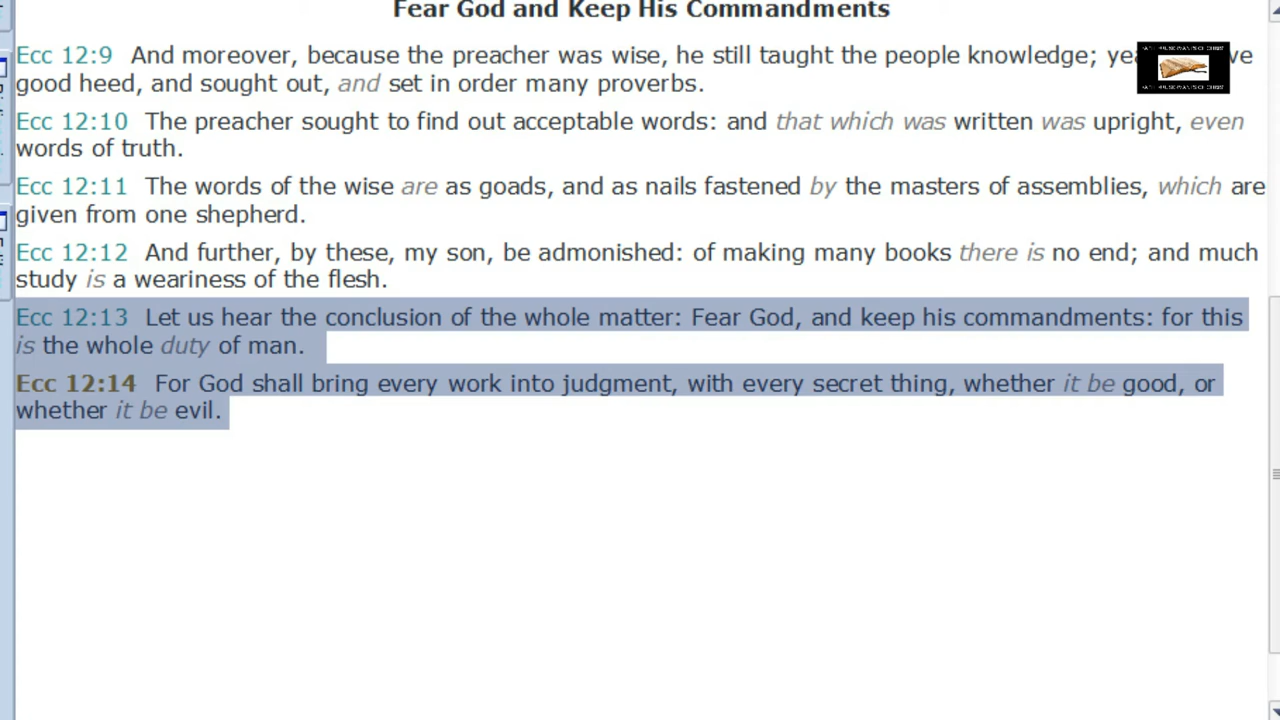 Fear God and Keep His Commandments
Ecc 12:9 And moreover, because the preacher was wise, he still taught the people knowledge;
good heed, and sought out, and set in order many proverbs.
Ecc 12:10 The preacher sought to find out acceptable words: and that which was written was upright, even
words of truth.
Ecc 12:11 The words of the wise are as goads, and as nails fastened by the masters of assemblies, which are
given from one shepherd.
Ecc 12:12 And further, by these, my son, be admonished: of making many books there is no end; and much
study is a weariness of the flesh.
Ecc 12:13 Let us hear the conclusion of the whole matter: Fear God, and keep his commandments: for this
is the whole duty of man.
Ecc 12:14 For God shall bring every work into judgment, with every secret thing, whether it be good, or
whether it be evil.